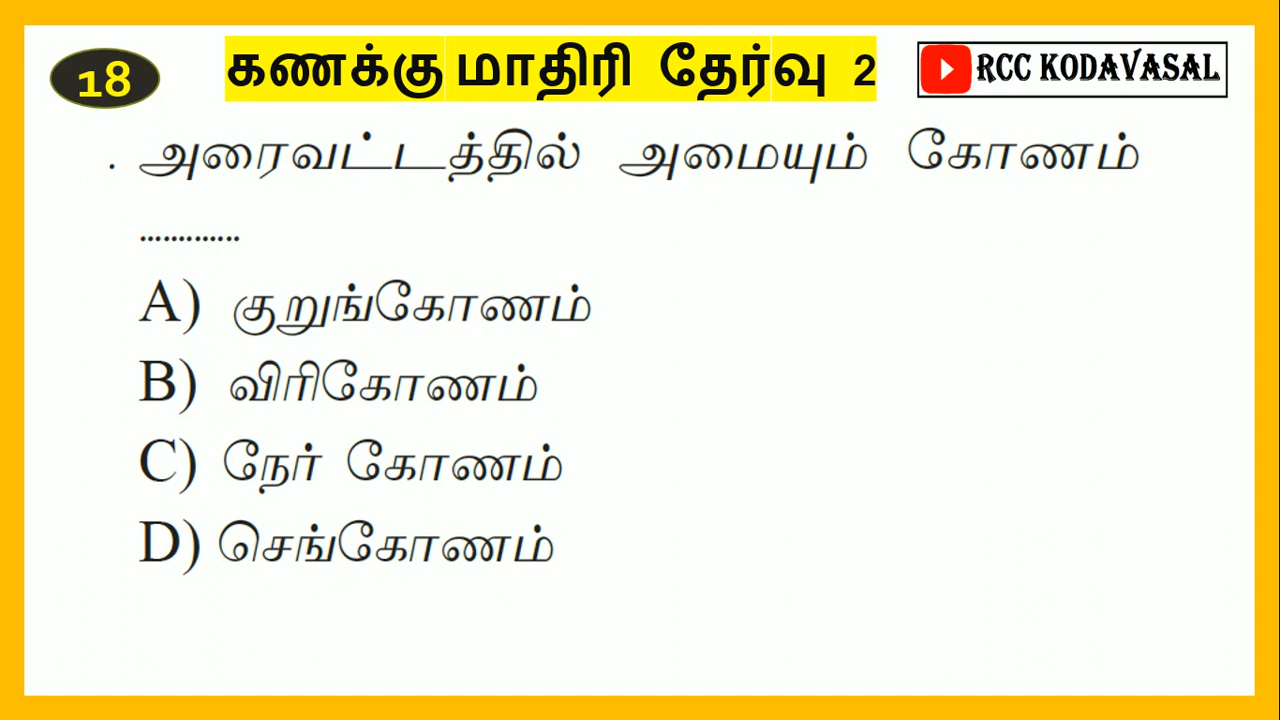 18
கணக்கு மாதிரி தேர்வு 2
RCC KODAVASAL
. அரைவட்டத்தில் அமையும் கோணம்
............
A) குறுங்கோணம்
B) விரிகோணம்
C) நேர் கோணம்
D) செங்கோணம்